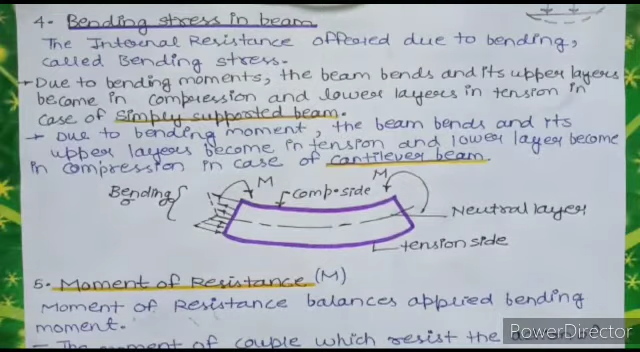 4- Bending stress in beam.
The Internal Resistance offered due to bending,
called Bending stress.
→ Due to bending moments, the beam bends and its upper layers
become in compression and lower layers in tension in
case of simply supported beam.
→ Due to bending moment, the beam bends and its
upper layers become in tension and lower layer become
in compression in case of cantilever beam.
Bending
M
comp. side
M
Neutral layer
tension side
5- Moment of Resistance (M)
Moment of Resistance balances applied bending
moment.
- The moment of couple which resist the
PowerDirector